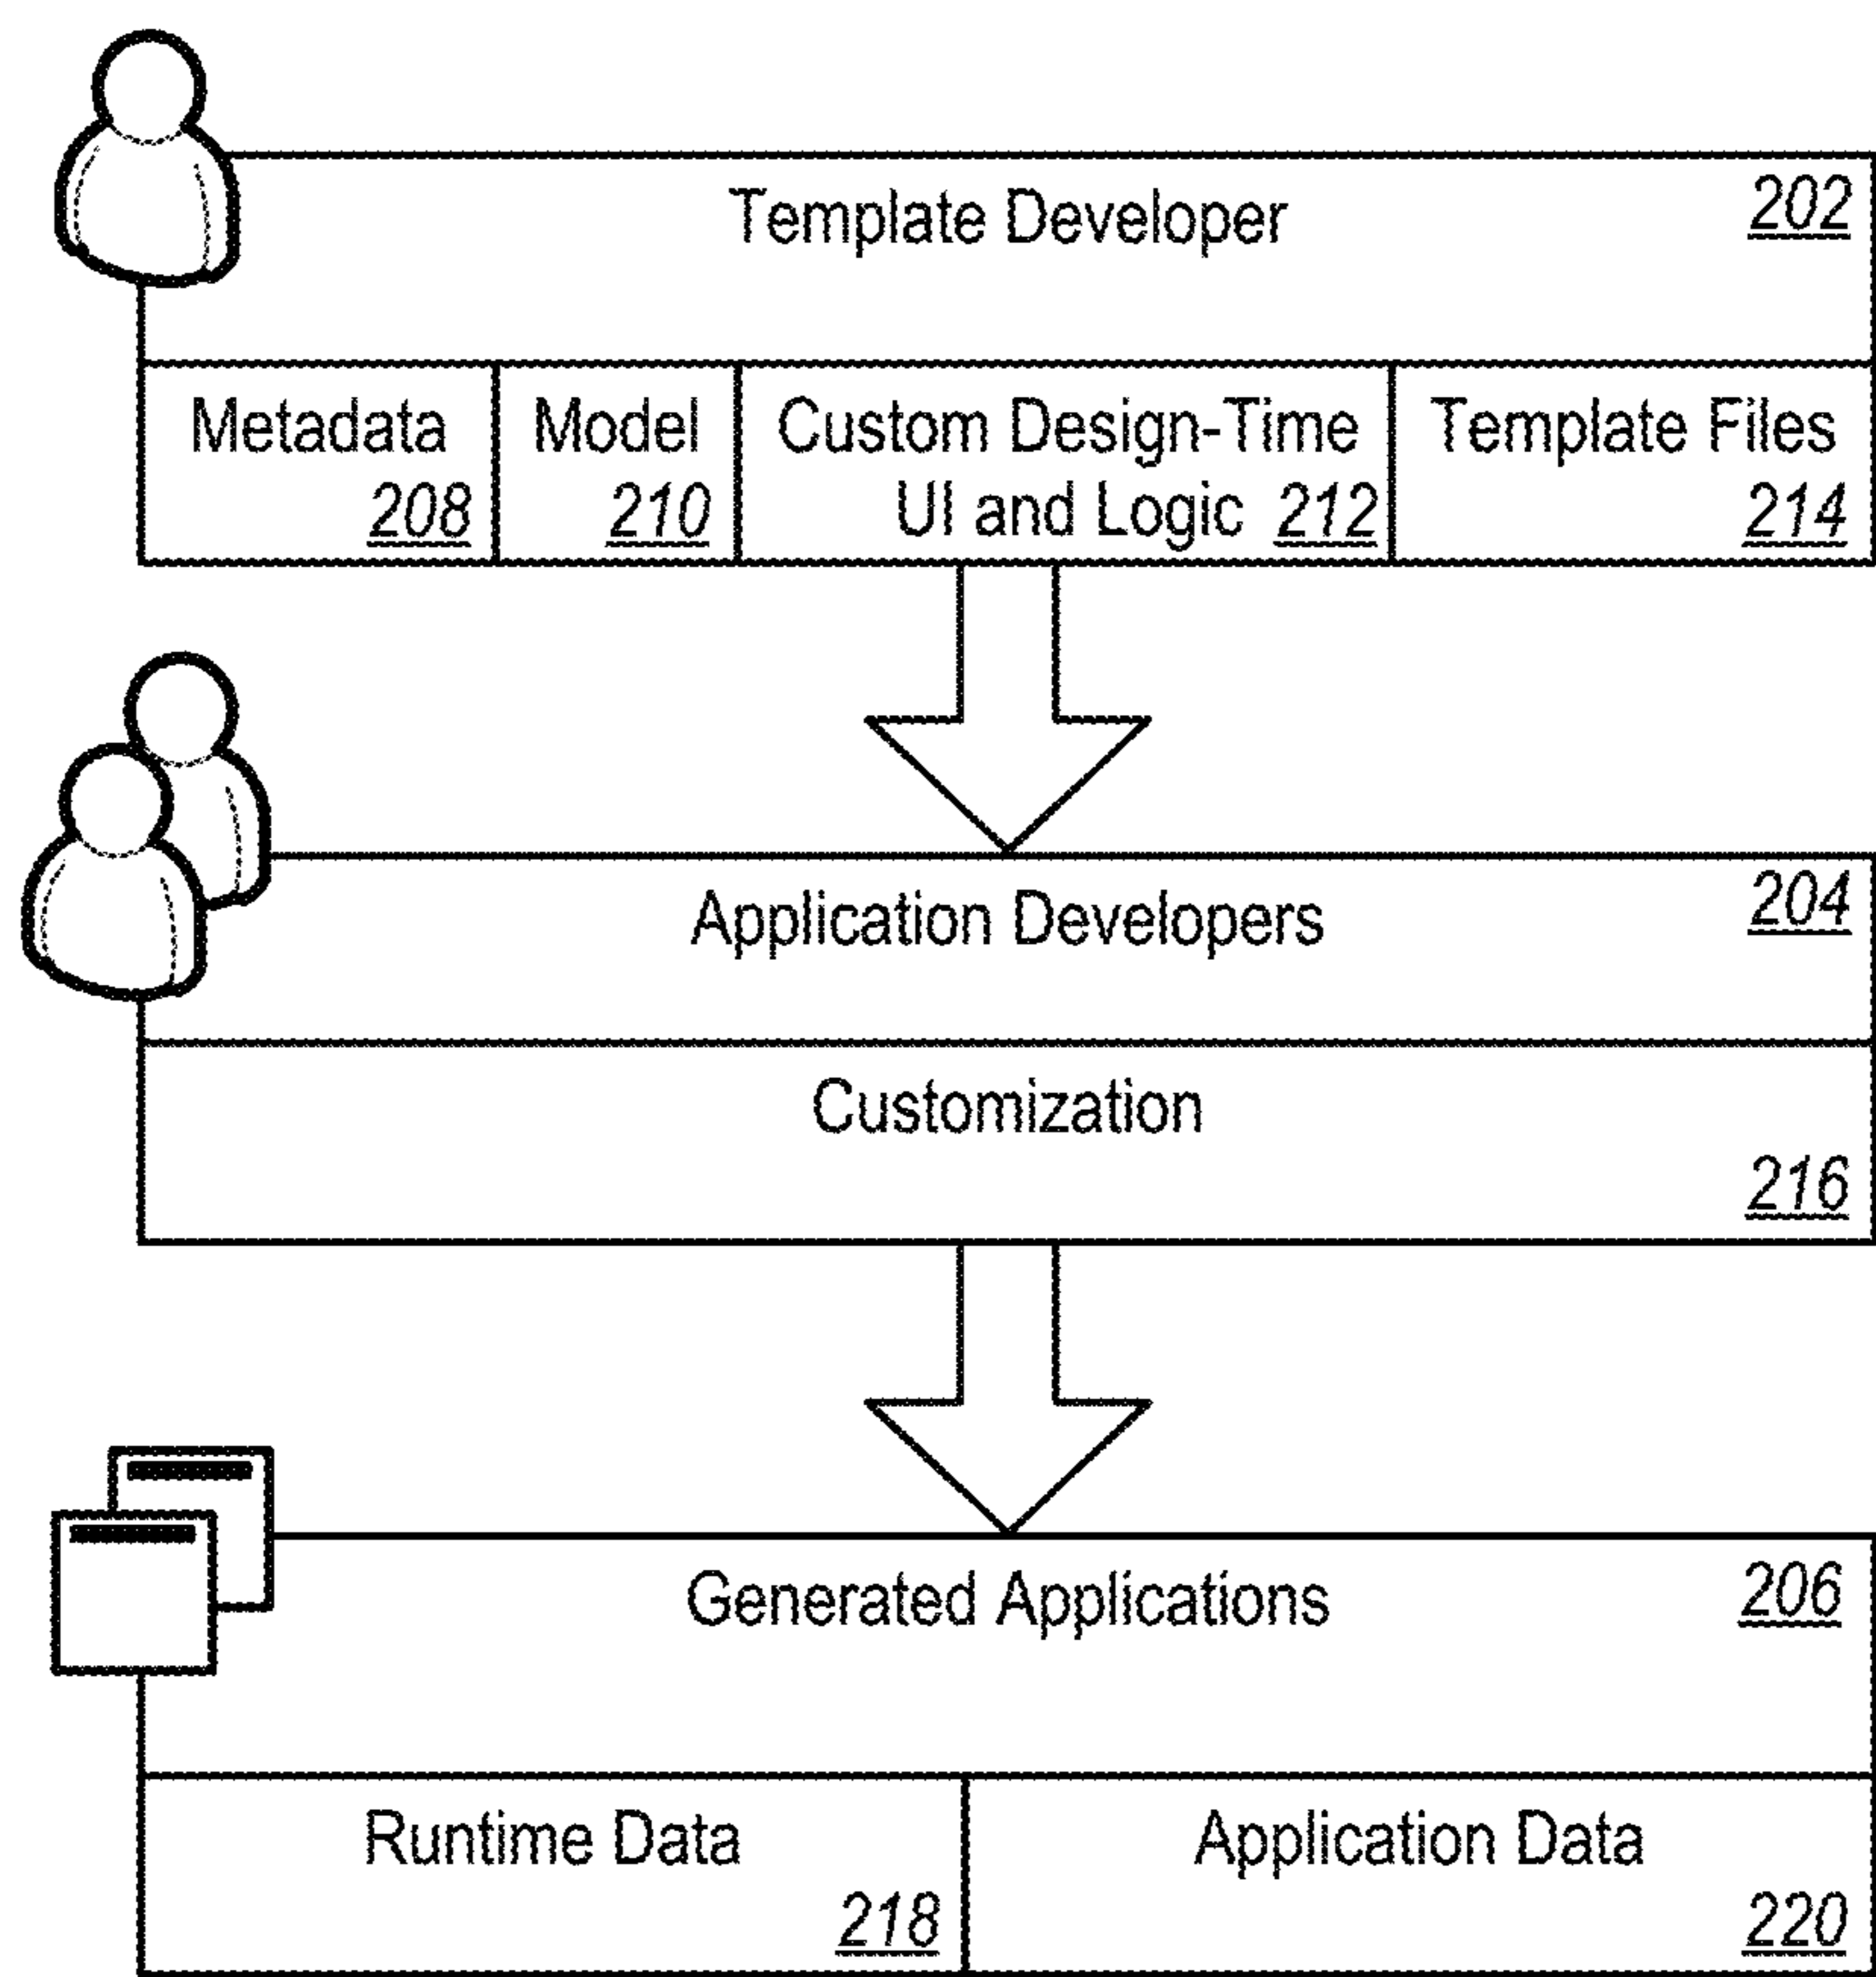 Template Developer 202
Metadata
208
Model
210
Custom Design-Time
UI and Logic 212
Template Files
214
Application Developers 204
Customization
216
Generated Applications 206
Runtime Data
218
Application Data
220